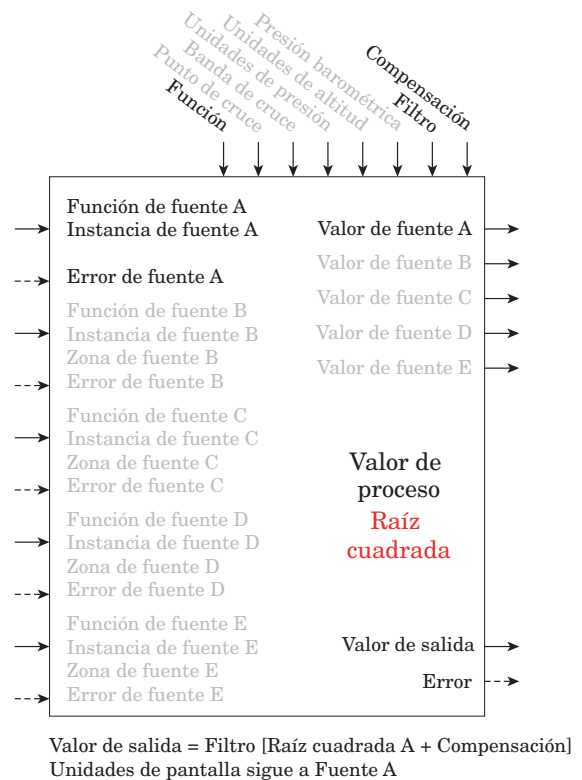 Función
Punto de cruce
Banda de cruce
Unidades de presión
Unidades de altitud
Presión barométrica
Filtro
Compensación
Función de fuente A
Instancia de fuente A
Error de fuente A
Función de fuente B
Instancia de fuente B
Zona de fuente B
Error de fuente B
Función de fuente C
Instancia de fuente C
Zona de fuente C
Error de fuente C
Función de fuente D
Instancia de fuente D
Zona de fuente D
Error de fuente D
Función de fuente E
Instancia de fuente E
Zona de fuente E
Error de fuente E
Valor de fuente A
Valor de fuente B
Valor de fuente C
Valor de fuente D
Valor de fuente E
Valor de
proceso
Raíz
cuadrada
Valor de salida
Error
Valor de salida = Filtro [Raíz cuadrada A + Compensación]
Unidades de pantalla sigue a Fuente A